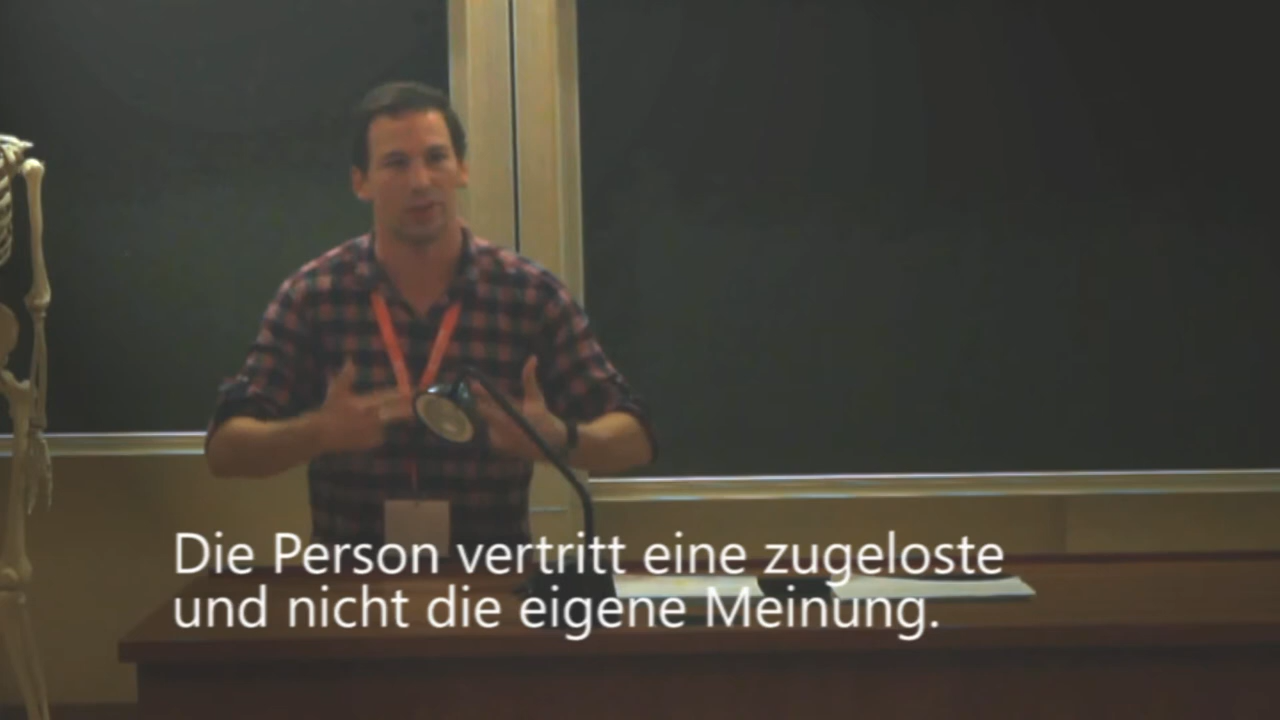 Die Person vertritt eine zugeloste
und nicht die eigene Meinung.